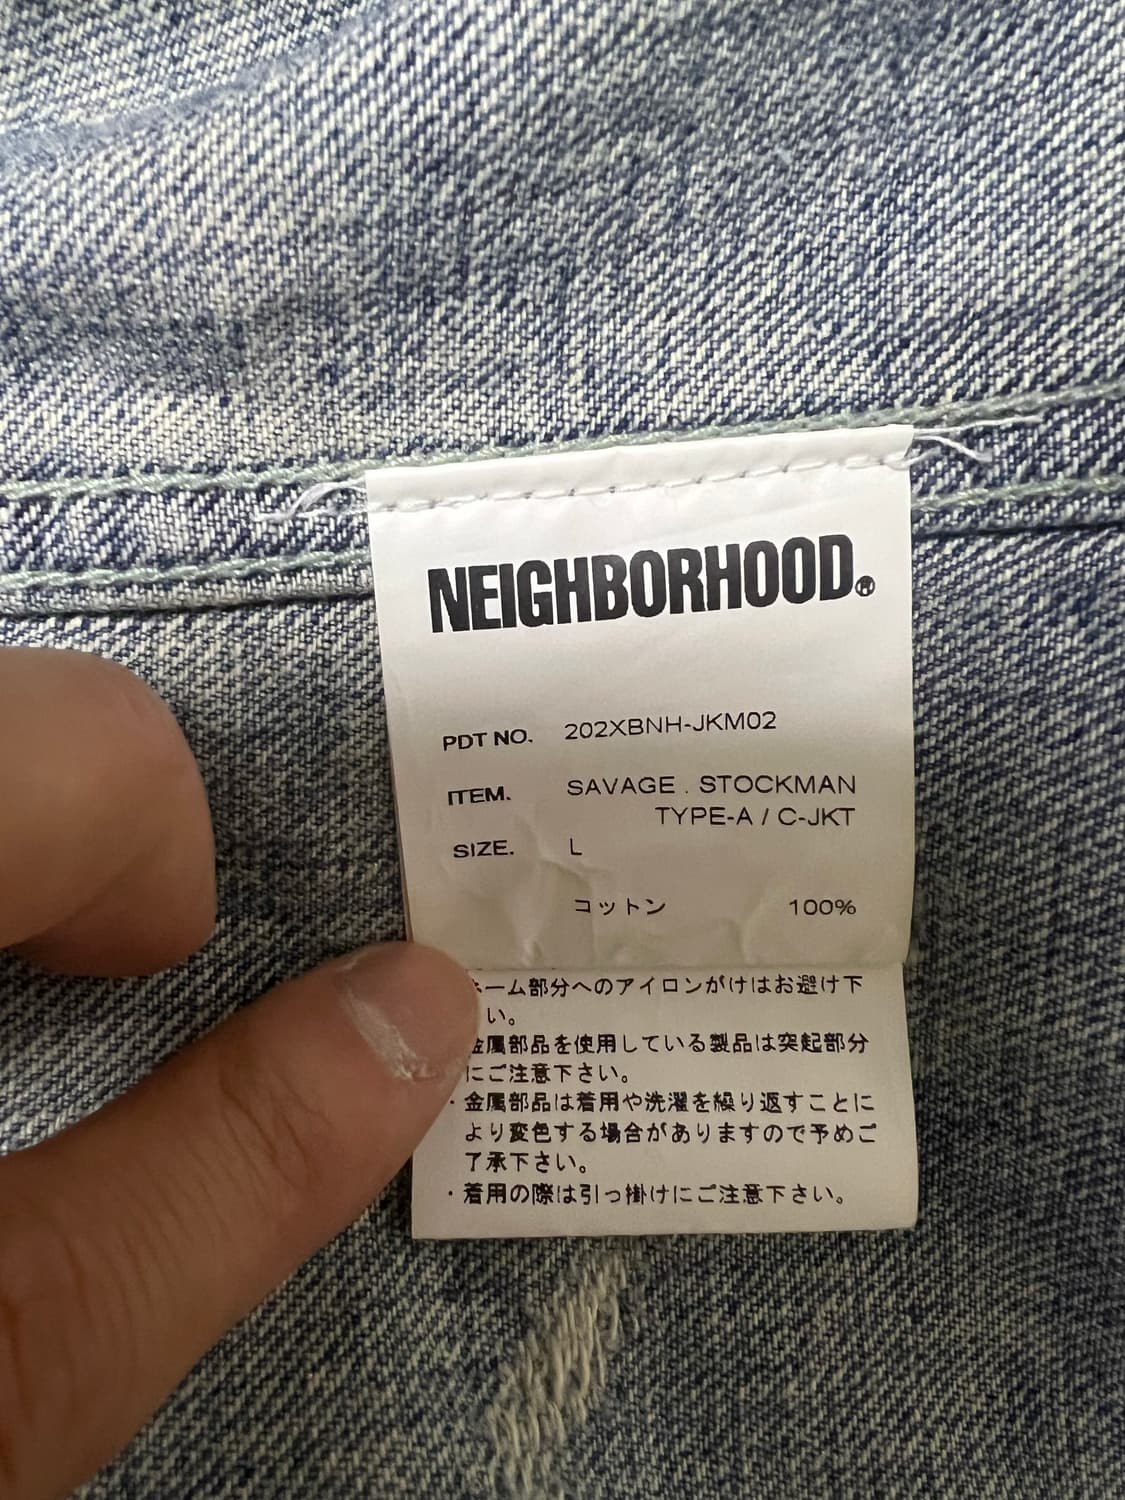 NEIGHBORHOOD.
PDT NO. 202XBNH-JKM02
ITEM. SAVAGE . STOCKMAN
TYPE-A / C-JKT
SIZE. L
コットン 100%
ーム部分へのアイロンがけはお避け下
い。
金属部品を使用している製品は突起部分
にご注意下さい。
・金属部品は着用や洗濯を繰り返すことに
より変色する場合がありますので予めご
了承下さい。
・着用の際は引っ掛けにご注意下さい。